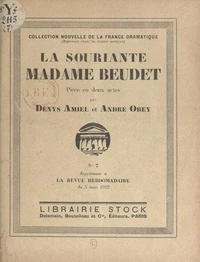 COLLECTION NOUVELLE DE LA FRANCE DRAMATIQUE
LA SOURIANTE
MADAME BEUDET
Pièce en deux actes
par
DENYS AMIEL et ANDRÉ OBEY
Supplément à
LA REVUE HEBDOMADAIRE
LIBRAIRIE STOCK
Delamain, Boutelleau et Cie, Éditeurs, PARIS